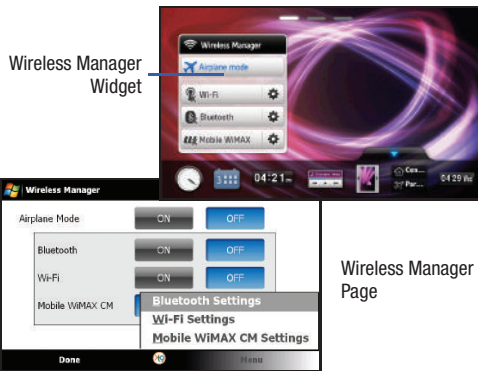 Wireless Manager
Widget
Wireless Manager
Airplane mode
Wi-Fi
Bluetooth
Mobile WiMAX
04:21
Con...
Par...
04 29
Wireless Manager
Airplane Mode ON OFF
Bluetooth ON OFF
Wi-Fi ON OFF
Mobile WiMAX CM
Bluetooth Settings
Wi-Fi Settings
Mobile WiMAX CM Settings
Done Menu
Wireless Manager
Page